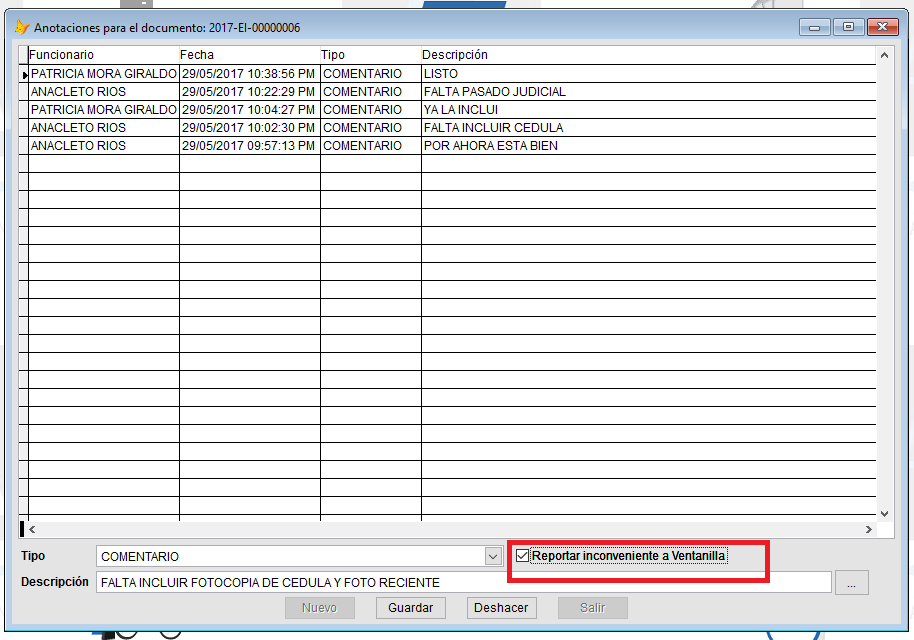 Anotaciones para el documento: 2017-EI-00000006
Funcionario Fecha Tipo Descripción
PATRICIA MORA GIRALDO 29/05/2017 10:38:56 PM COMENTARIO LISTO
ANACLETO RIOS 29/05/2017 10:22:29 PM COMENTARIO FALTA PASADO JUDICIAL
PATRICIA MORA GIRALDO 29/05/2017 10:04:27 PM COMENTARIO YA LA INCLUI
ANACLETO RIOS 29/05/2017 10:02:30 PM COMENTARIO FALTA INCLUIR CEDULA
ANACLETO RIOS 29/05/2017 09:57:13 PM COMENTARIO POR AHORA ESTA BIEN
Tipo COMENTARIO Reportar inconveniente a Ventanilla
Descripción FALTA INCLUIR FOTOCOPIA DE CEDULA Y FOTO RECIENTE ...
Nuevo Guardar Deshacer Salir